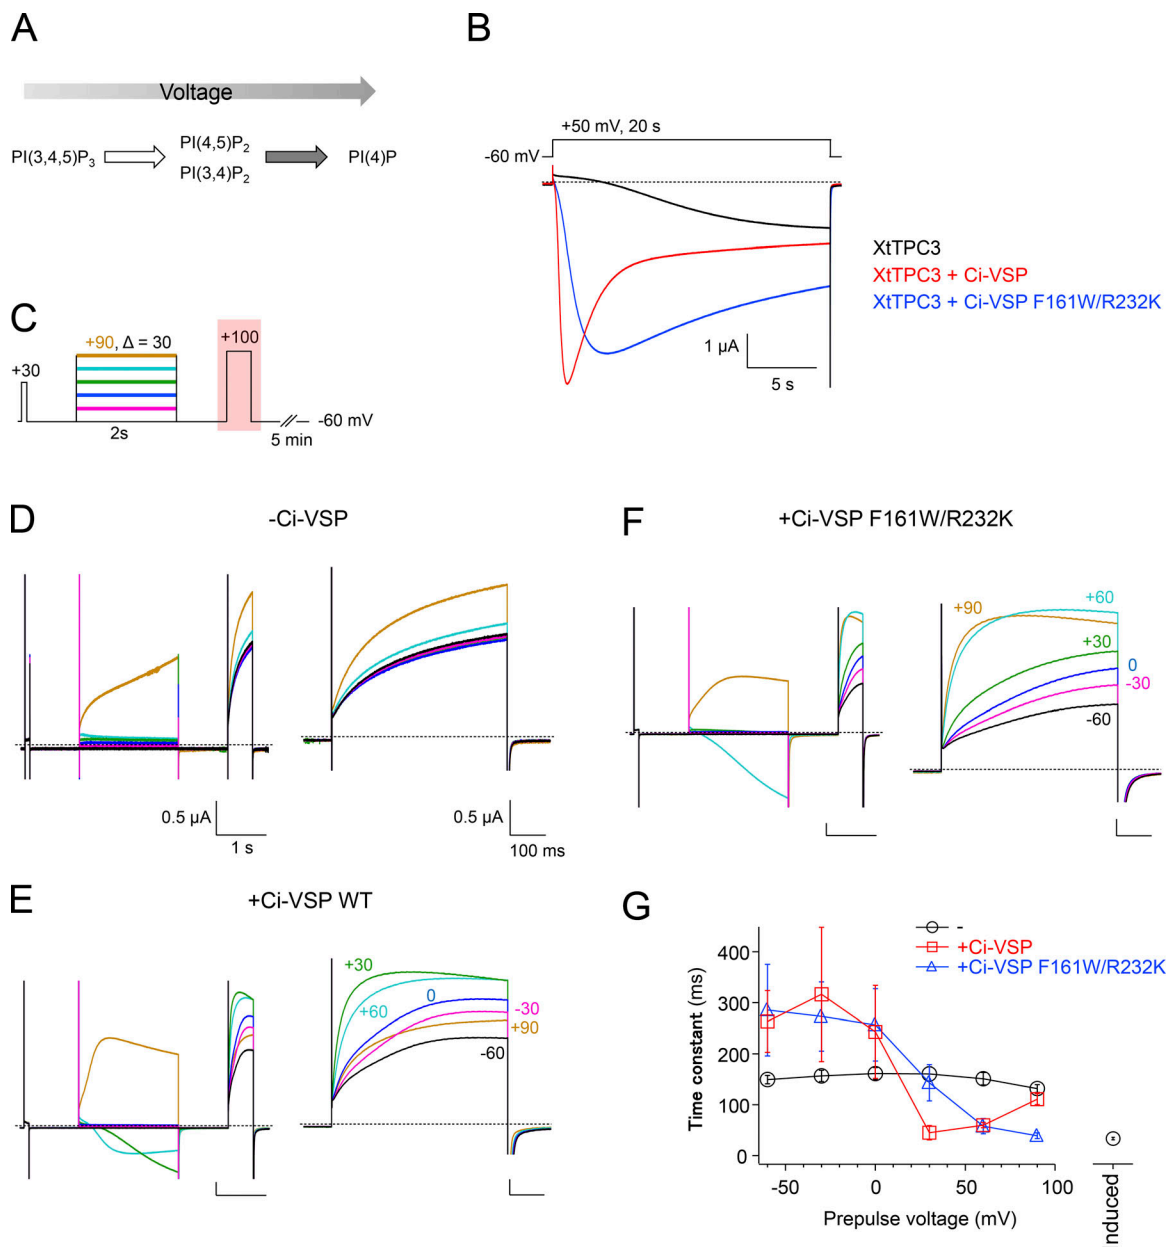 A
Voltage
PI(3,4,5)P₃
PI(4,5)P₂
PI(3,4)P₂
PI(4)P
B
+50 mV, 20 s
-60 mV
XtTPC3
XtTPC3 + Ci-VSP
XtTPC3 + Ci-VSP F161W/R232K
1 µA
5 s
C
+90, Δ = 30
+100
+30
-60 mV
2s
5 min
D
-Ci-VSP
0.5 µA
1 s
0.5 µA
100 ms
E
+Ci-VSP WT
+30
0
+60
-30
+90
-60
F
+Ci-VSP F161W/R232K
+90
+60
+30
0
-30
-60
G
-
+Ci-VSP
+Ci-VSP F161W/R232K
Time constant (ms)
400
300
200
100
0
-50
0
50
100
Prepulse voltage (mV)
nduced